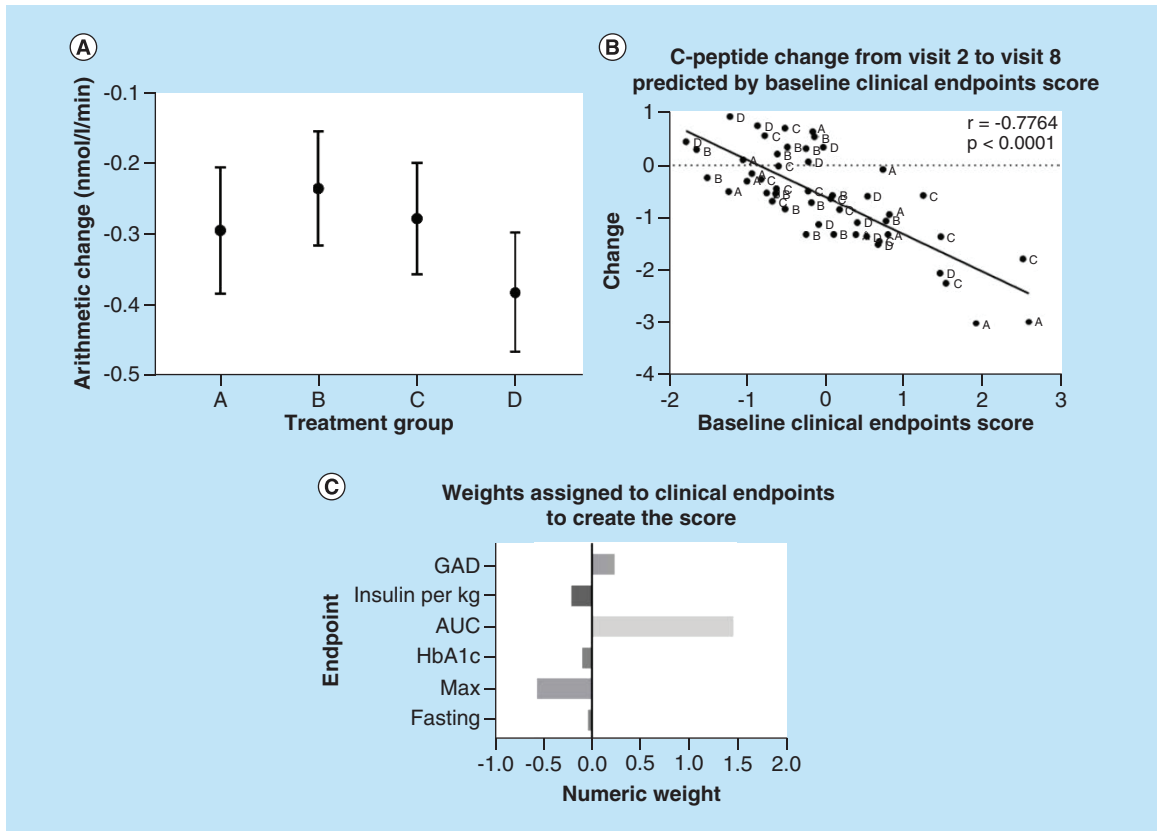 A
Arithmetic change (nmol/l/min)
-0.1
-0.2
-0.3
-0.4
-0.5
A B C D
Treatment group
B
C-peptide change from visit 2 to visit 8
predicted by baseline clinical endpoints score
r = -0.7764
p < 0.0001
Change
1
0
-1
-2
-3
-4
-2 -1 0 1 2 3
Baseline clinical endpoints score
C
Weights assigned to clinical endpoints
to create the score
Endpoint
GAD
Insulin per kg
AUC
HbA1c
Max
Fasting
-1.0 -0.5 0.0 0.5 1.0 1.5 2.0
Numeric weight